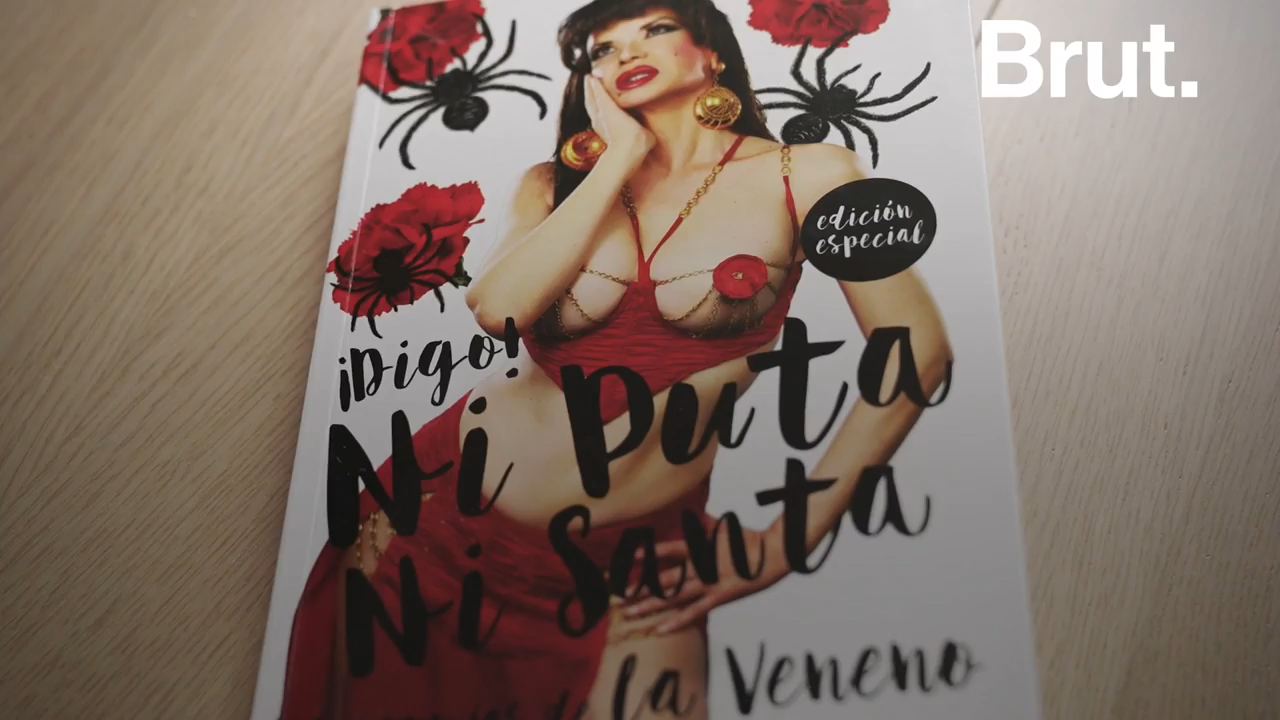 Brut.
edición
especial
¡Digo!
Ni Puta
Ni Santa
la Veneno